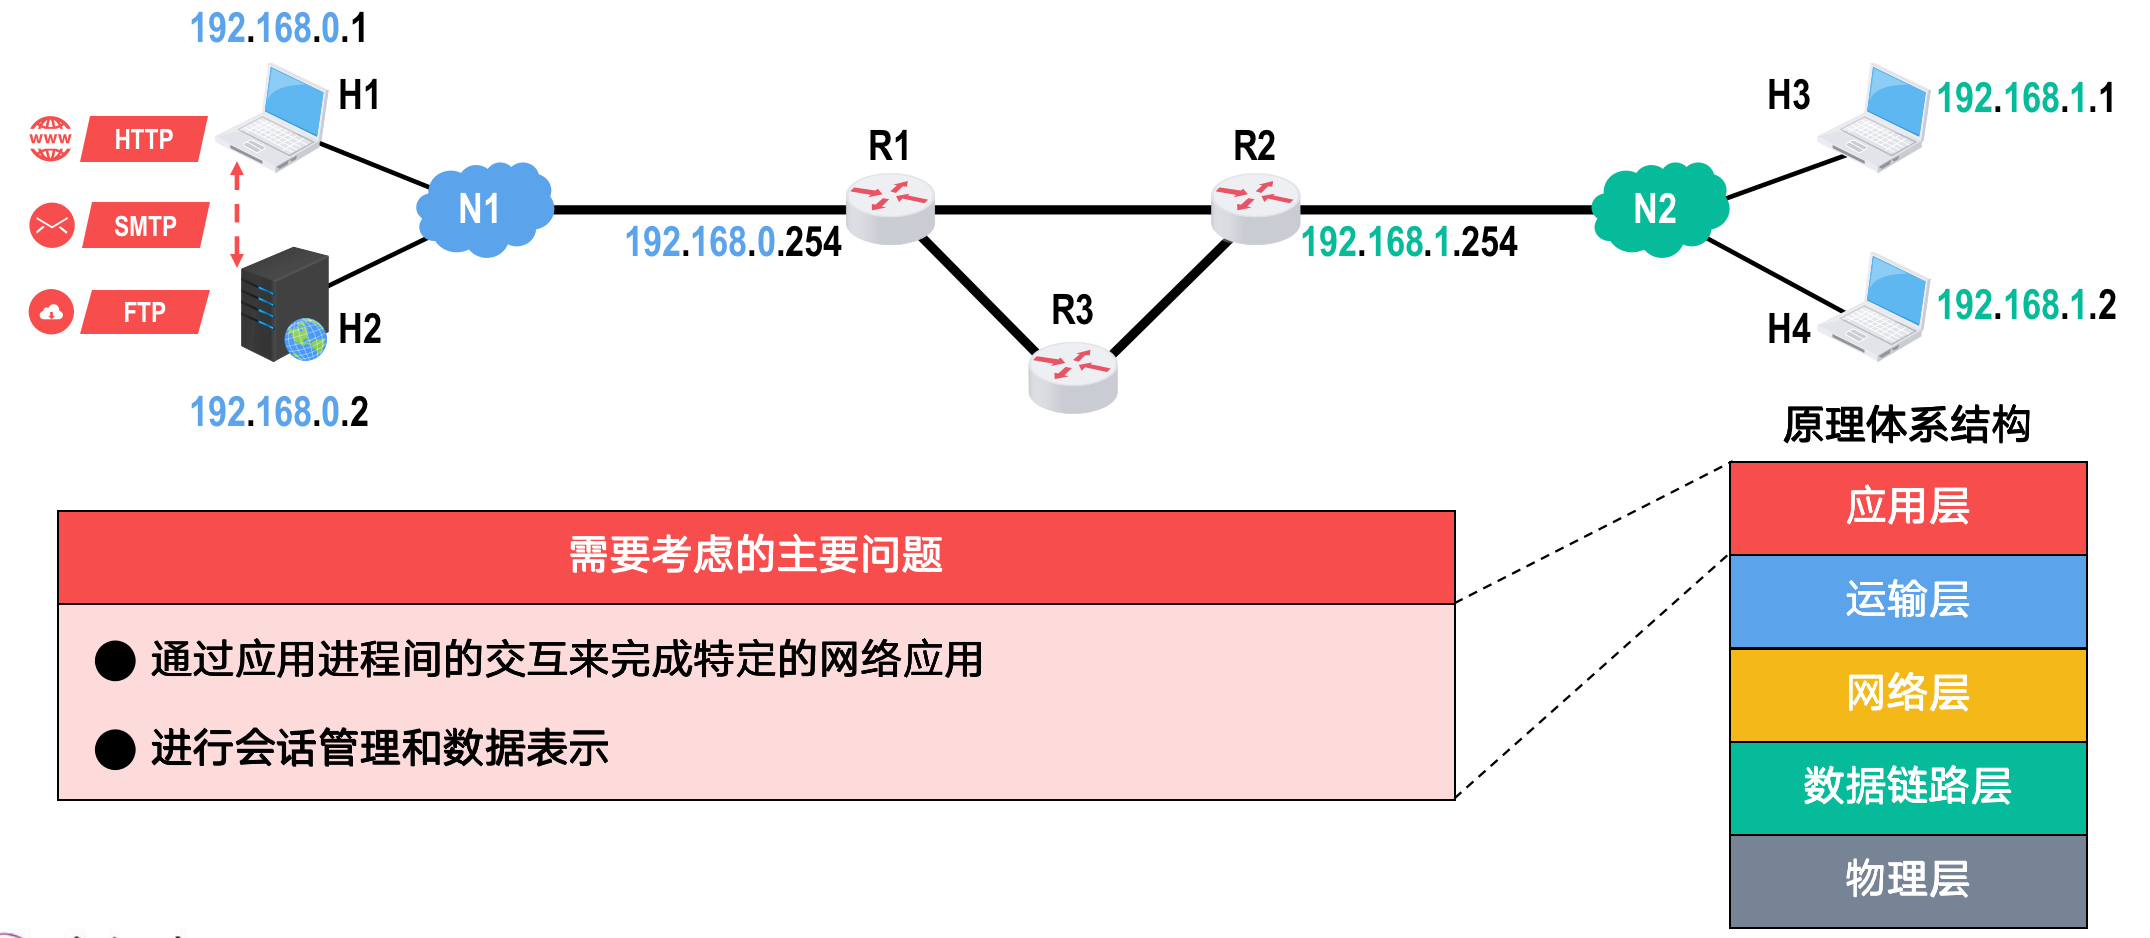 192.168.0.1
H1
H3
192.168.1.1
WWW
HTTP
R1
R2
N1
N2
SMTP
192.168.0.254
192.168.1.254
FTP
H2
R3
H4
192.168.1.2
192.168.0.2
原理体系结构
应用层
运输层
网络层
数据链路层
物理层
需要考虑的主要问题
● 通过应用进程间的交互来完成特定的网络应用
● 进行会话管理和数据表示